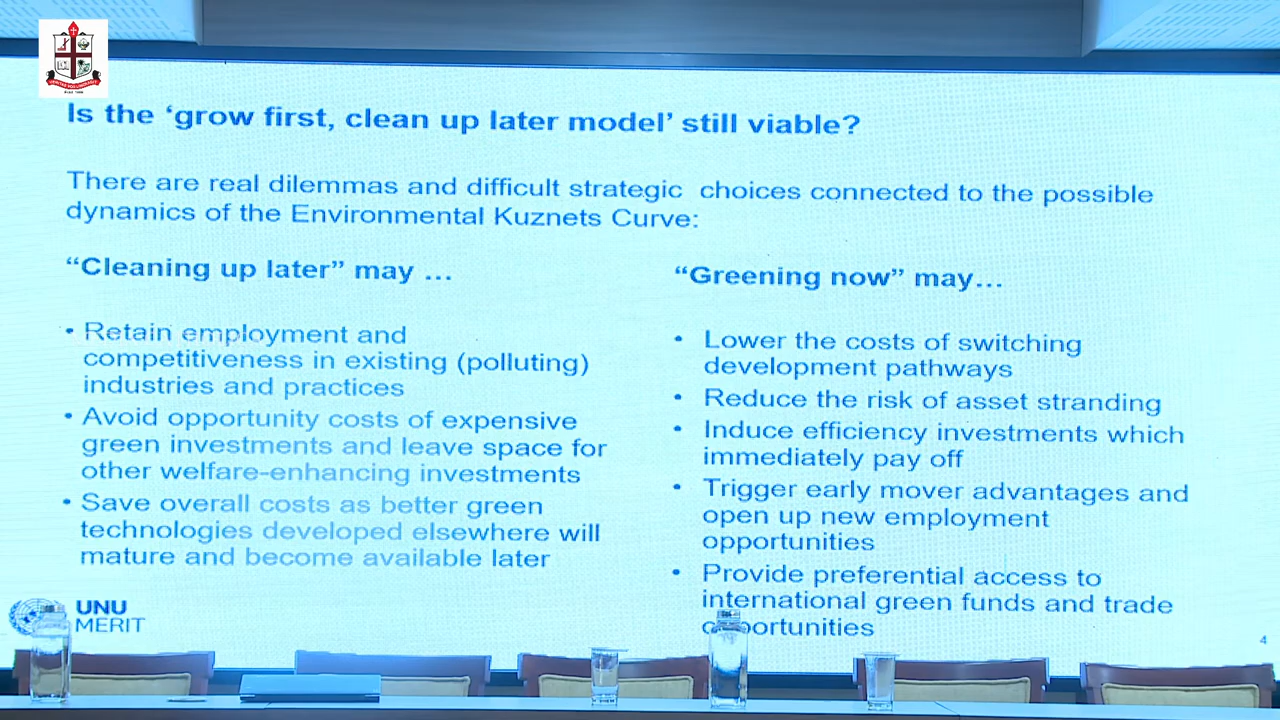 Is the ‘grow first, clean up later model’ still viable?
There are real dilemmas and difficult strategic choices connected to the possible
dynamics of the Environmental Kuznets Curve:
“Cleaning up later” may …
• Retain employment and
competitiveness in existing (polluting)
industries and practices
• Avoid opportunity costs of expensive
green investments and leave space for
other welfare-enhancing investments
• Save overall costs as better green
technologies developed elsewhere will
mature and become available later
“Greening now” may…
• Lower the costs of switching
development pathways
• Reduce the risk of asset stranding
• Induce efficiency investments which
immediately pay off
• Trigger early mover advantages and
open up new employment
opportunities
• Provide preferential access to
international green funds and trade
opportunities
UNU
MERIT
4